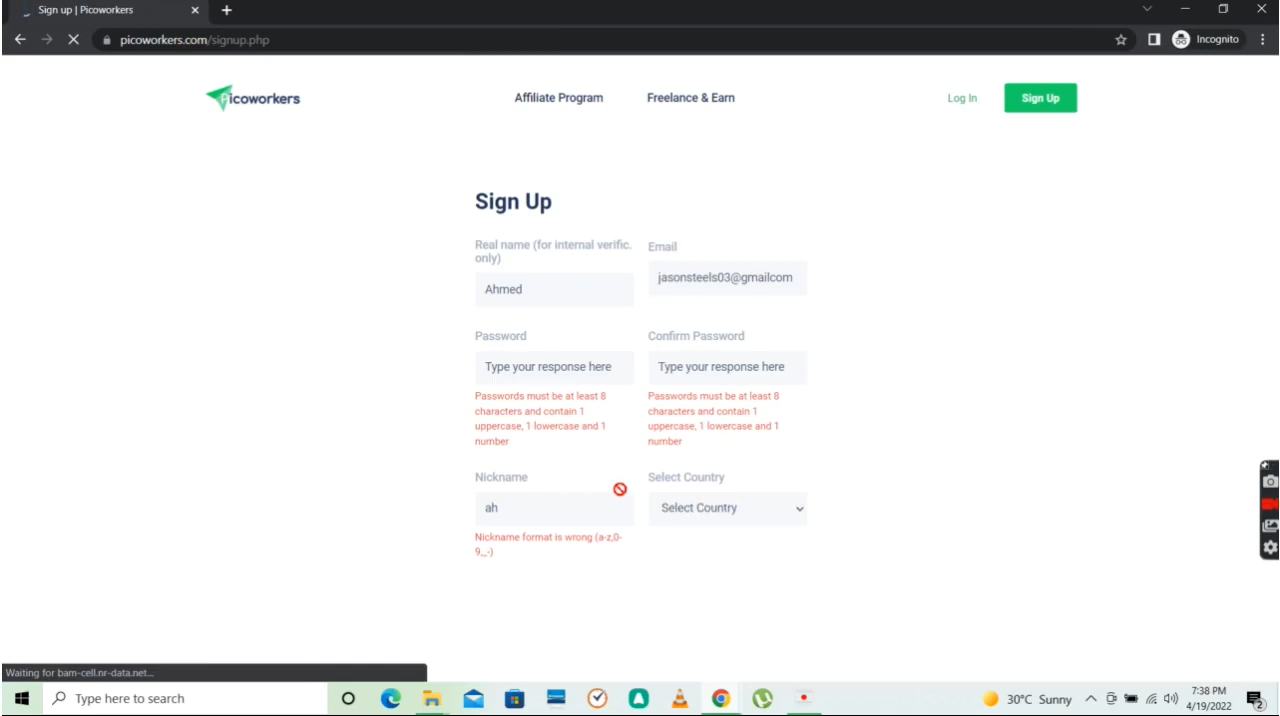 Sign up | Picoworkers
picoworkers.com/signup.php
Incognito
Picoworkers
Affiliate Program
Freelance & Earn
Log In
Sign Up
Sign Up
Real name (for internal verific.
only)
Ahmed
Email
jasonsteels03@gmailcom
Password
Type your response here
Passwords must be at least 8
characters and contain 1
uppercase, 1 lowercase and 1
number
Confirm Password
Type your response here
Passwords must be at least 8
characters and contain 1
uppercase, 1 lowercase and 1
number
Nickname
ah
Nickname format is wrong (a-z,0-
9,_,-)
Select Country
Select Country
Waiting for bam-cell.nr-data.net...
Type here to search
30°C Sunny
7:38 PM
4/19/2022
2